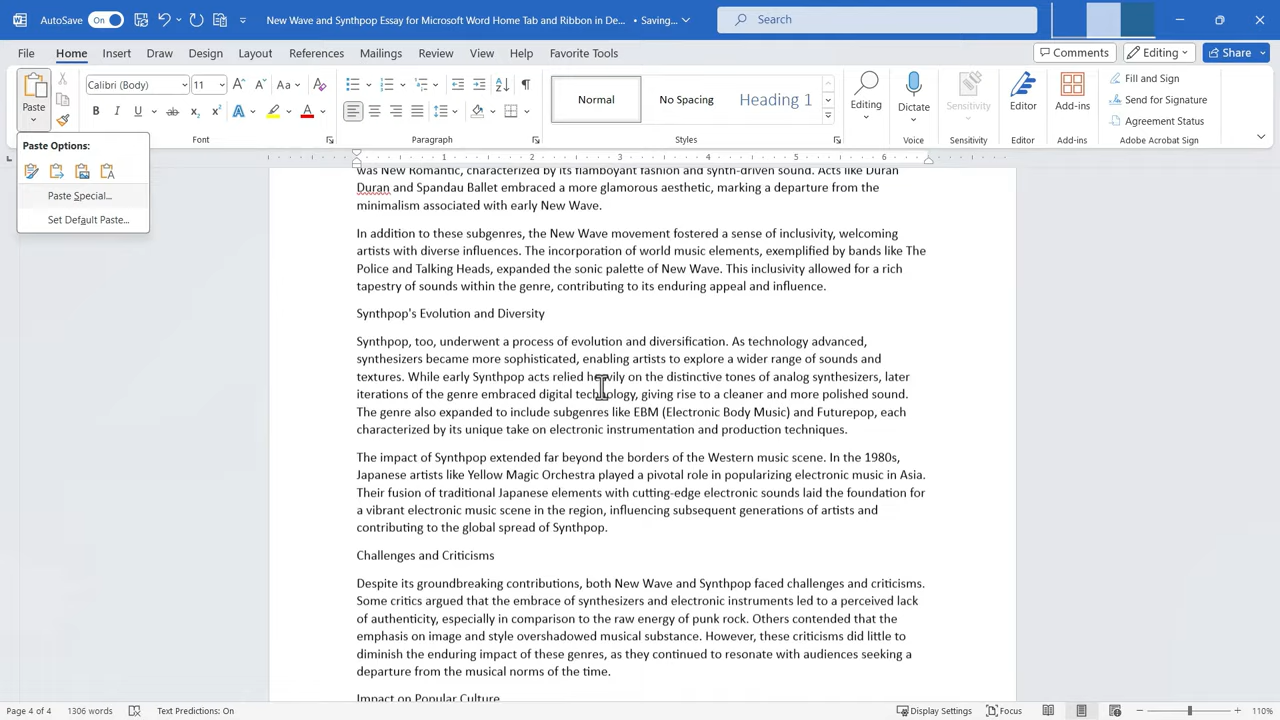 AutoSave On New Wave and Synthpop Essay for Microsoft Word Home Tab and Ribbon in De... • Saving... Search
File Home Insert Draw Design Layout References Mailings Review View Help Favorite Tools Comments Editing Share
Paste
Calibri (Body) 11 Aa
B I U ab x₂ x² A A
Font
Paragraph
Normal No Spacing Heading 1
Styles
Editing
Dictate
Voice
Sensitivity
Sensitivity
Editor
Editor
Add-ins
Add-ins
Fill and Sign
Send for Signature
Agreement Status
Adobe Acrobat Sign
Paste Options:
Paste Special...
Set Default Paste...
1 2 3 4 5 6
was New Romantic, characterized by its flamboyant fashion and synth-driven sound. Acts like Duran
Duran and Spandau Ballet embraced a more glamorous aesthetic, marking a departure from the
minimalism associated with early New Wave.
In addition to these subgenres, the New Wave movement fostered a sense of inclusivity, welcoming
artists with diverse influences. The incorporation of world music elements, exemplified by bands like The
Police and Talking Heads, expanded the sonic palette of New Wave. This inclusivity allowed for a rich
tapestry of sounds within the genre, contributing to its enduring appeal and influence.
Synthpop's Evolution and Diversity
Synthpop, too, underwent a process of evolution and diversification. As technology advanced,
synthesizers became more sophisticated, enabling artists to explore a wider range of sounds and
textures. While early Synthpop acts relied heavily on the distinctive tones of analog synthesizers, later
iterations of the genre embraced digital technology, giving rise to a cleaner and more polished sound.
The genre also expanded to include subgenres like EBM (Electronic Body Music) and Futurepop, each
characterized by its unique take on electronic instrumentation and production techniques.
The impact of Synthpop extended far beyond the borders of the Western music scene. In the 1980s,
Japanese artists like Yellow Magic Orchestra played a pivotal role in popularizing electronic music in Asia.
Their fusion of traditional Japanese elements with cutting-edge electronic sounds laid the foundation for
a vibrant electronic music scene in the region, influencing subsequent generations of artists and
contributing to the global spread of Synthpop.
Challenges and Criticisms
Despite its groundbreaking contributions, both New Wave and Synthpop faced challenges and criticisms.
Some critics argued that the embrace of synthesizers and electronic instruments led to a perceived lack
of authenticity, especially in comparison to the raw energy of punk rock. Others contended that the
emphasis on image and style overshadowed musical substance. However, these criticisms did little to
diminish the enduring impact of these genres, as they continued to resonate with audiences seeking a
departure from the musical norms of the time.
Impact on Popular Culture
Page 4 of 4 1306 words Text Predictions: On Display Settings Focus 110%